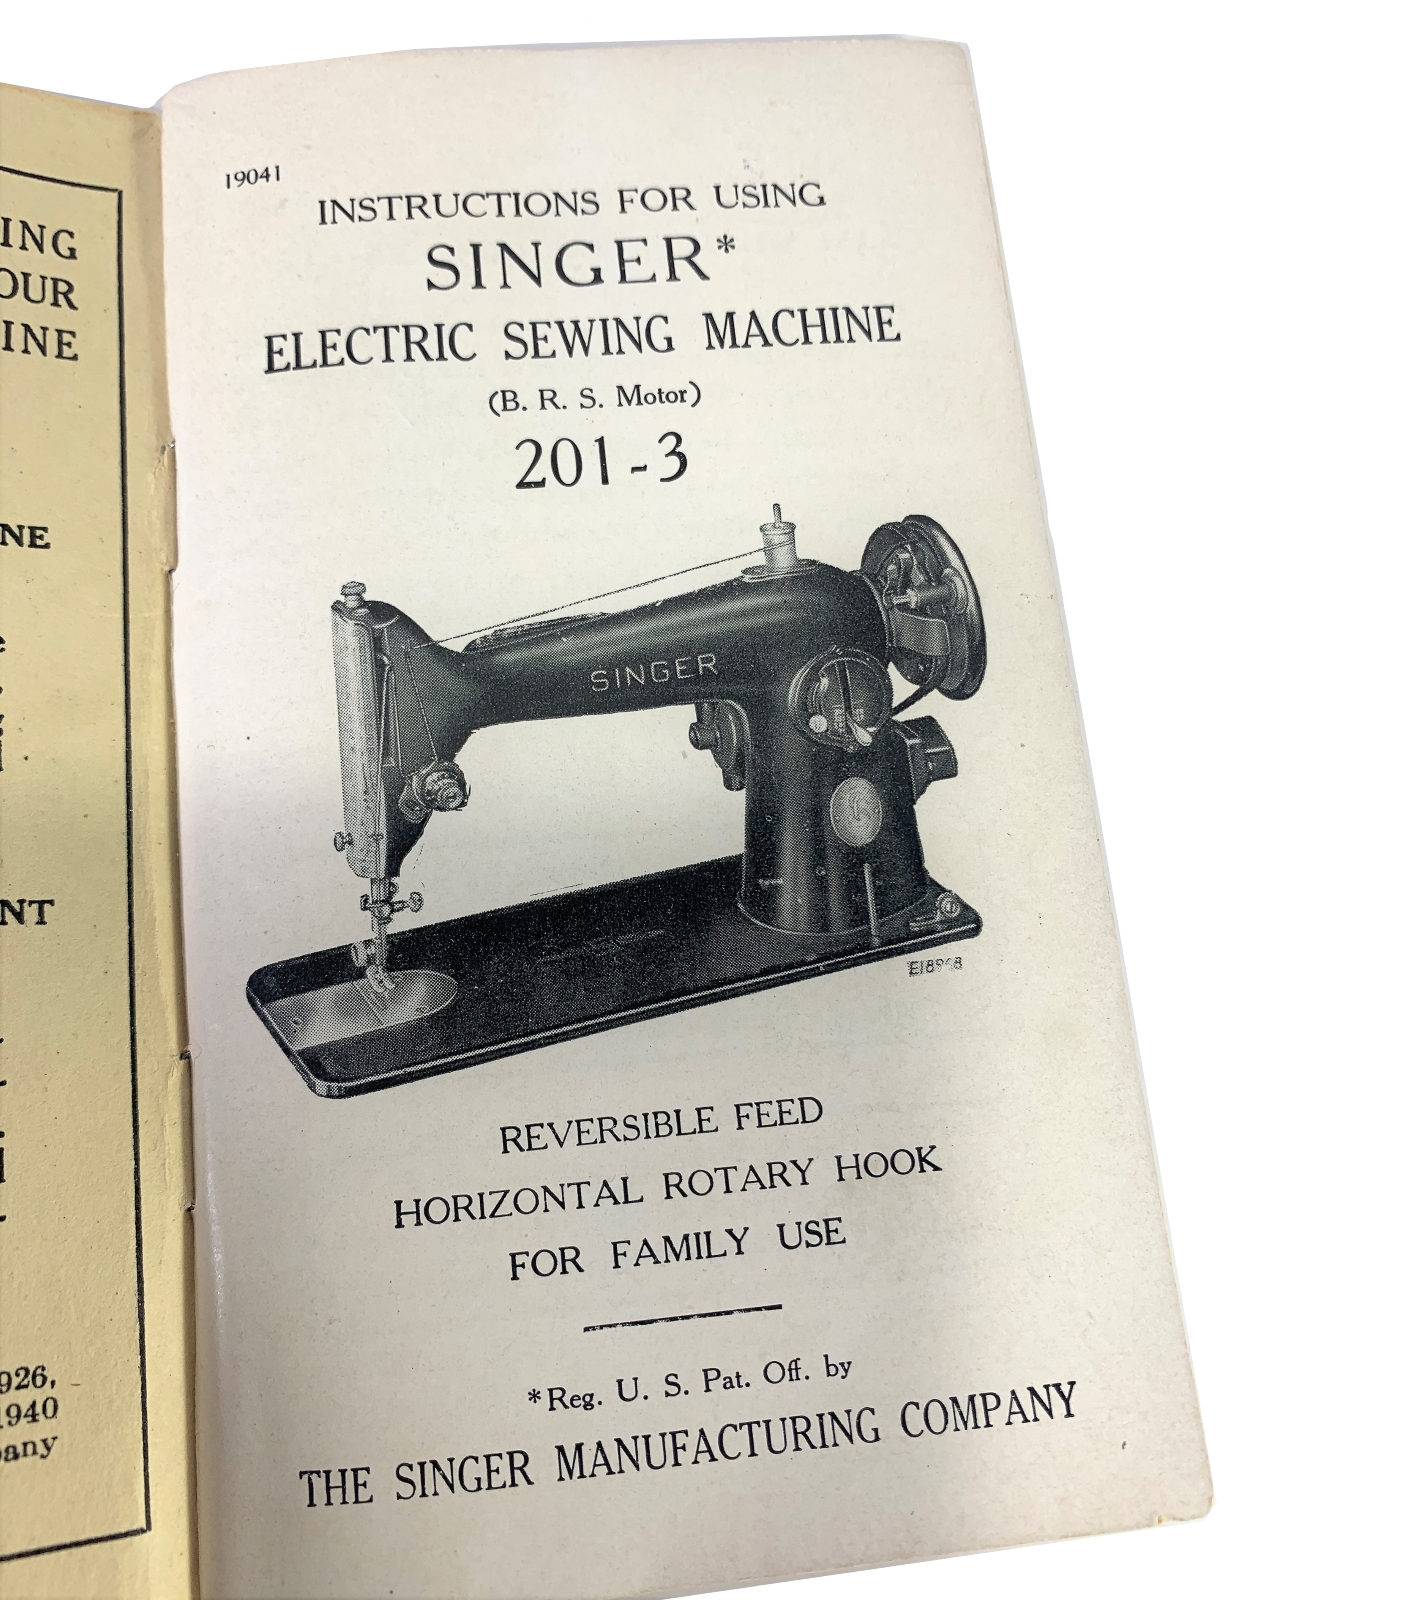 ING
OUR
INE
NE
NT
926,
1940
pany
19041
INSTRUCTIONS FOR USING
SINGER*
ELECTRIC SEWING MACHINE
(B. R. S. Motor)
201-3
SINGER
REVERSIBLE FEED
HORIZONTAL ROTARY HOOK
FOR FAMILY USE
*Reg. U. S. Pat. Off. by
THE SINGER MANUFACTURING COMPANY